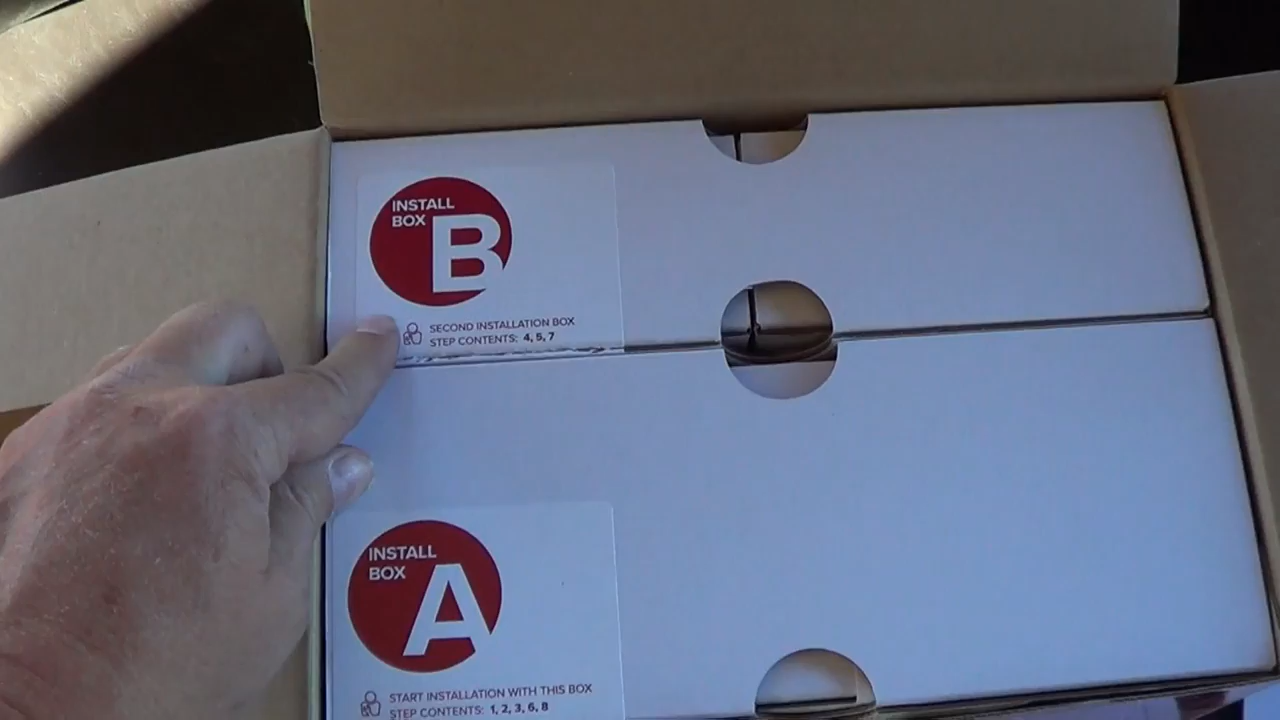 INSTALL
BOX
B
SECOND INSTALLATION BOX
STEP CONTENTS: 4, 5, 7
INSTALL
BOX
A
START INSTALLATION WITH THIS BOX
STEP CONTENTS: 1, 2, 3, 6, 8